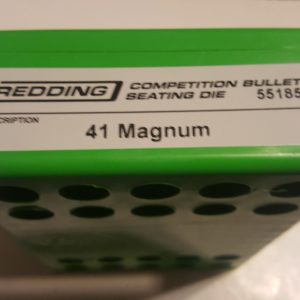 REDDING COMPETITION BULLET
SEATING DIE 55185
41 Magnum